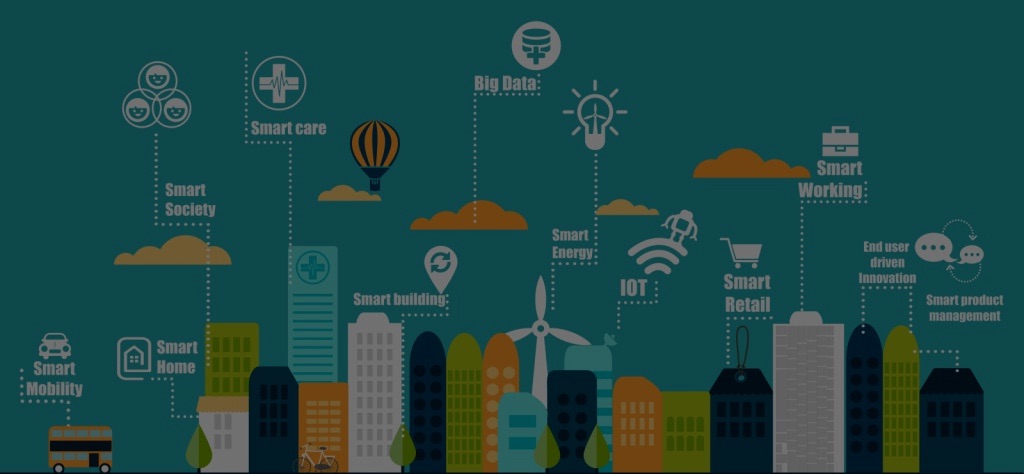 Big Data
Smart care
Smart
Society
Smart
Working
Smart
Energy
End user
driven
Innovation
IOT
Smart
Retail
Smart building
Smart product
management
Smart
Home
Smart
Mobility